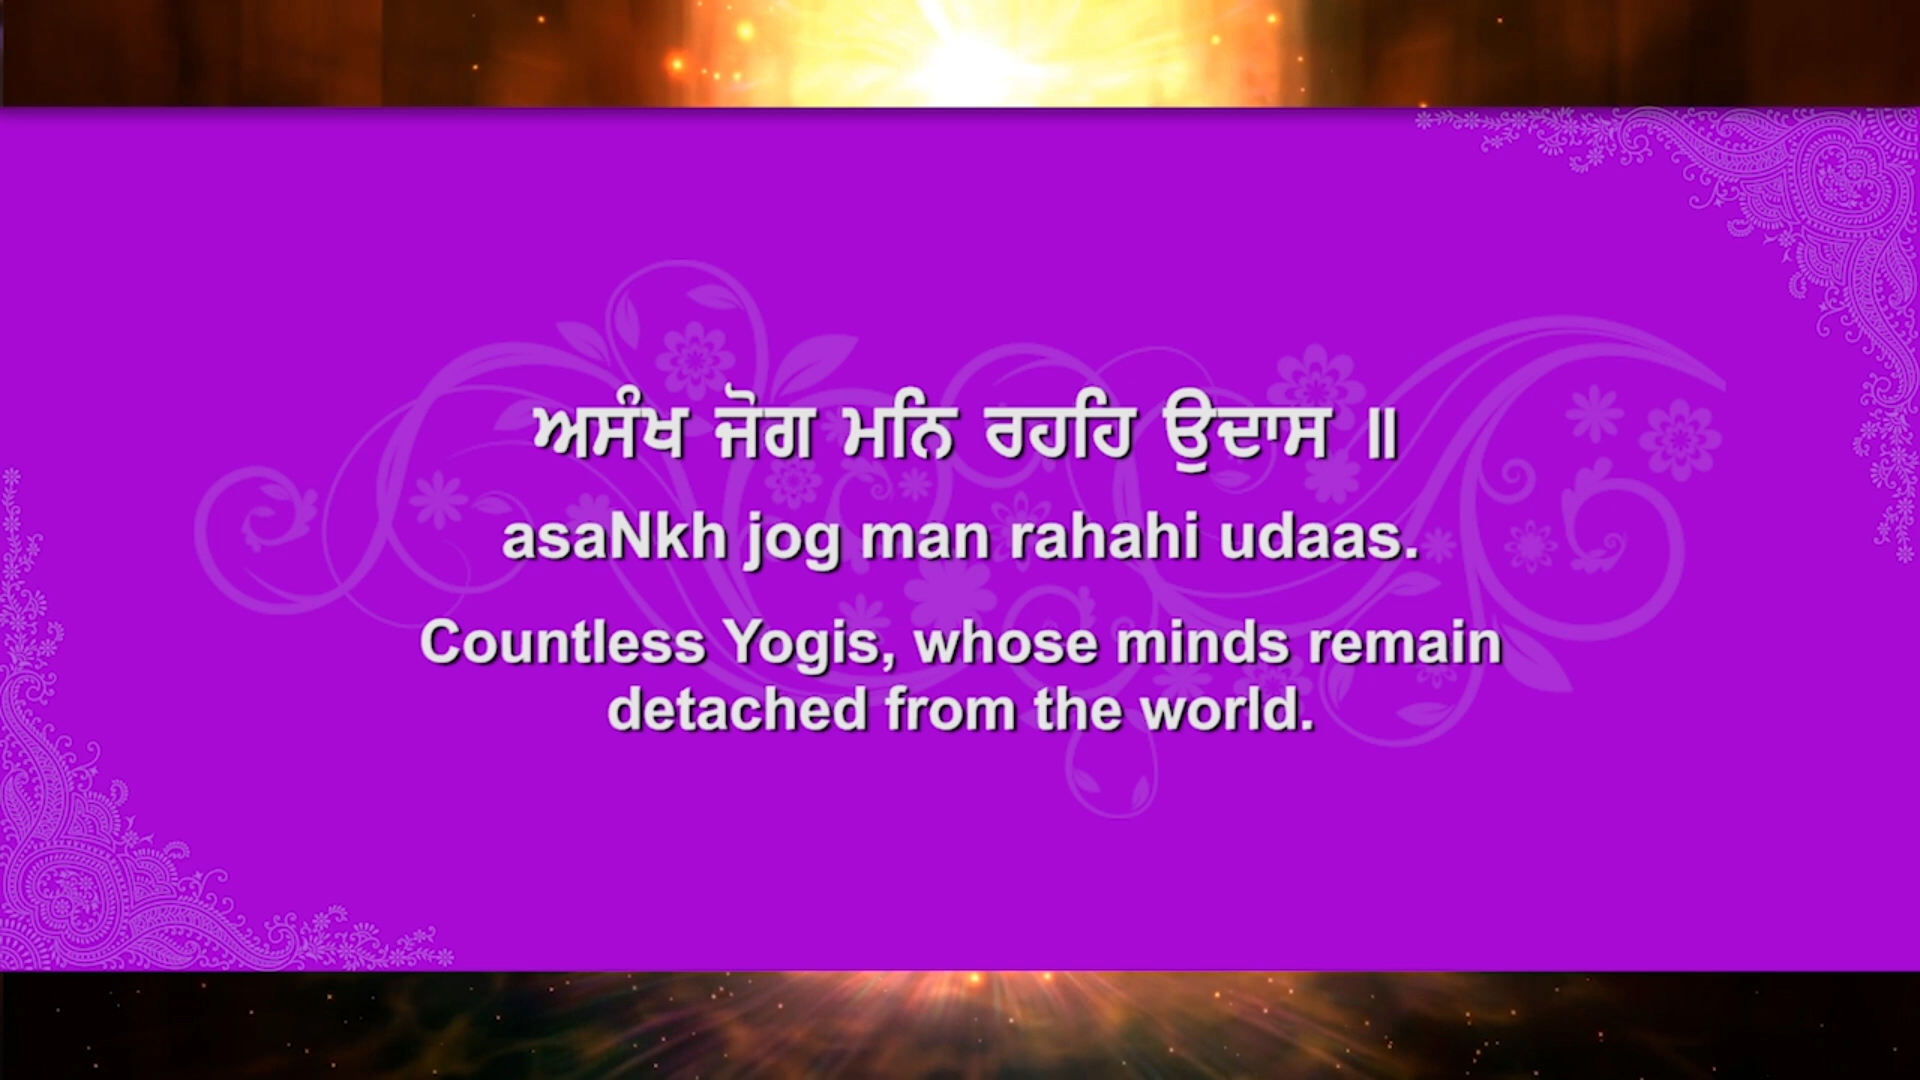 ਅਸੰਖ ਜੋਗ ਮਨਿ ਰਹਹਿ ਉਦਾਸ ॥
asaNkh jog man rahahi udaas.
Countless Yogis, whose minds remain
detached from the world.